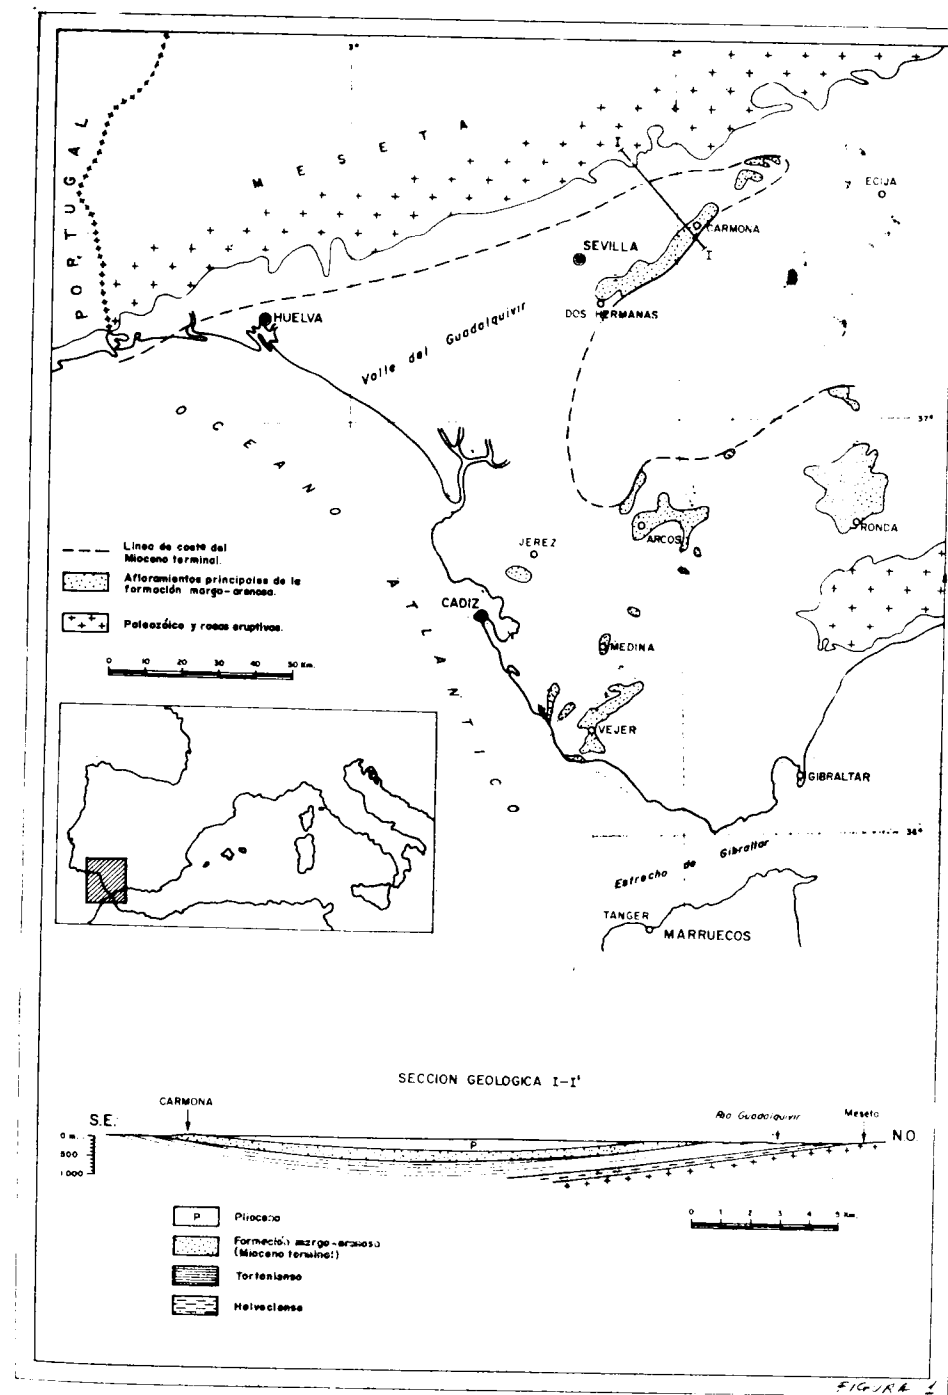 PORTUGAL
MESETA
3°
I
ECIJA
CARMONA
SEVILLA
I
DOS HERMANAS
HUELVA
Valle del Guadalquivir
37°
OCEANO ATLANTICO
RONDA
ARCOS
JEREZ
Línea de coste del
Mioceno terminal.
Afloramientos principales de la
formación margo-arenosa.
CADIZ
Paleozóico y rocas eruptivas.
0 10 20 30 40 50 Km.
MEDINA
VEJER
GIBRALTAR
36°
Estrecho de Gibraltar
TANGER
MARRUECOS
SECCION GEOLOGICA I-I'
CARMONA
Rio Guadalquivir
Meseta
S.E.
N.O
0 m.
500
1.000
P
P Plioceno
Formación margo-arenosa
(Mioceno terminal)
Tortoniense
Helveciense
0 1 2 3 4 5 Km.
FIGURA 1